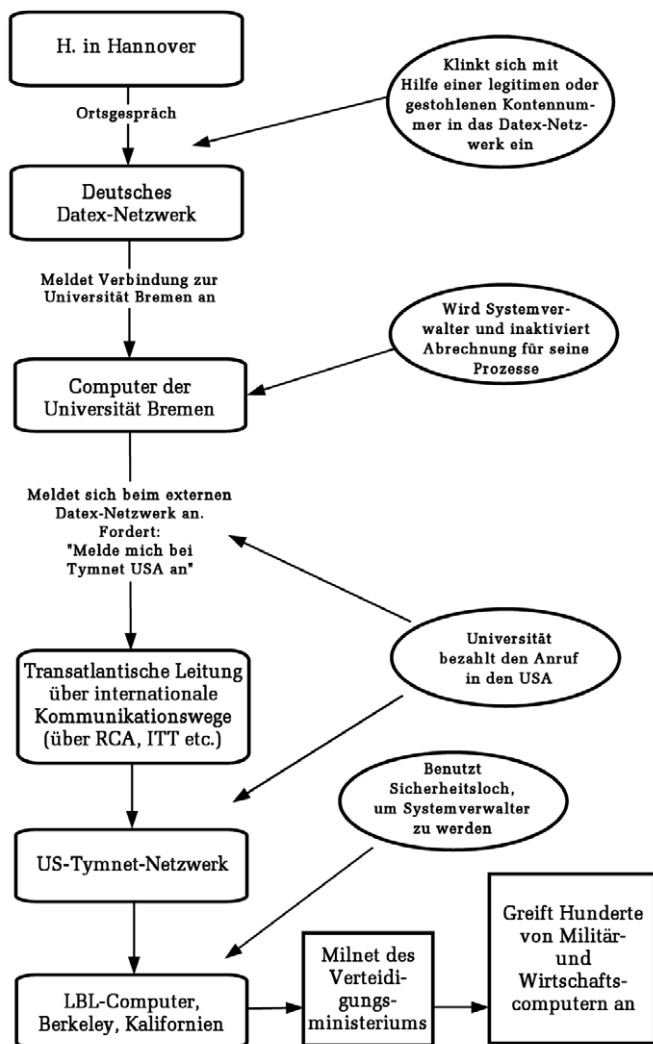 H. in Hannover
Klinkt sich mit
Hilfe einer legitimen oder
gestohlenen Kontennum-
mer in das Datex-Netz-
werk ein
Ortsgespräch
Deutsches
Datex-Netzwerk
Meldet Verbindung zur
Universität Bremen an
Wird Systemver-
walter und inaktiviert
Abrechnung für seine
Prozesse
Computer der
Universität Bremen
Meldet sich beim externen
Datex-Netzwerk an.
Fordert:
"Melde mich bei
Tymnet USA an"
Universität
bezahlt den Anruf
in den USA
Transatlantische Leitung
über internationale
Kommunikationswege
(über RCA, ITT etc.)
Benutzt
Sicherheitsloch,
um Systemverwalter
zu werden
US-Tymnet-Netzwerk
LBL-Computer,
Berkeley, Kalifornien
Milnet des
Verteidi-
gungs-
ministeriums
Greift Hunderte
von Militär-
und
Wirtschafts-
computern an